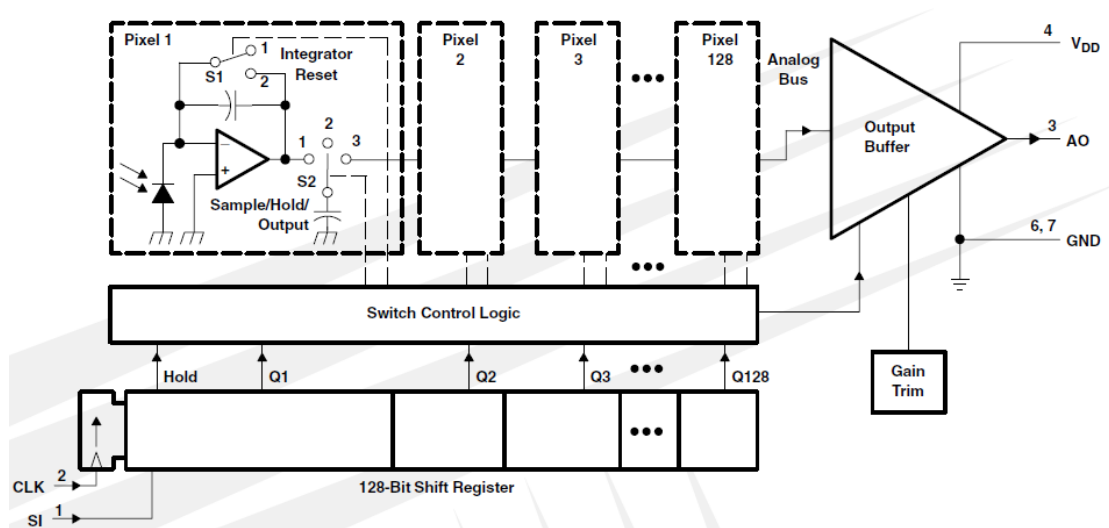 Pixel 1
1
Integrator
Reset
S1
2
–
+
1
2
3
S2
Sample/Hold/
Output
Pixel
2
Pixel
3
Pixel
128
Analog
Bus
Output
Buffer
4
VDD
3
AO
6, 7
GND
Switch Control Logic
Hold
Q1
Q2
Q3
Q128
Gain
Trim
CLK
2
SI
1
128-Bit Shift Register